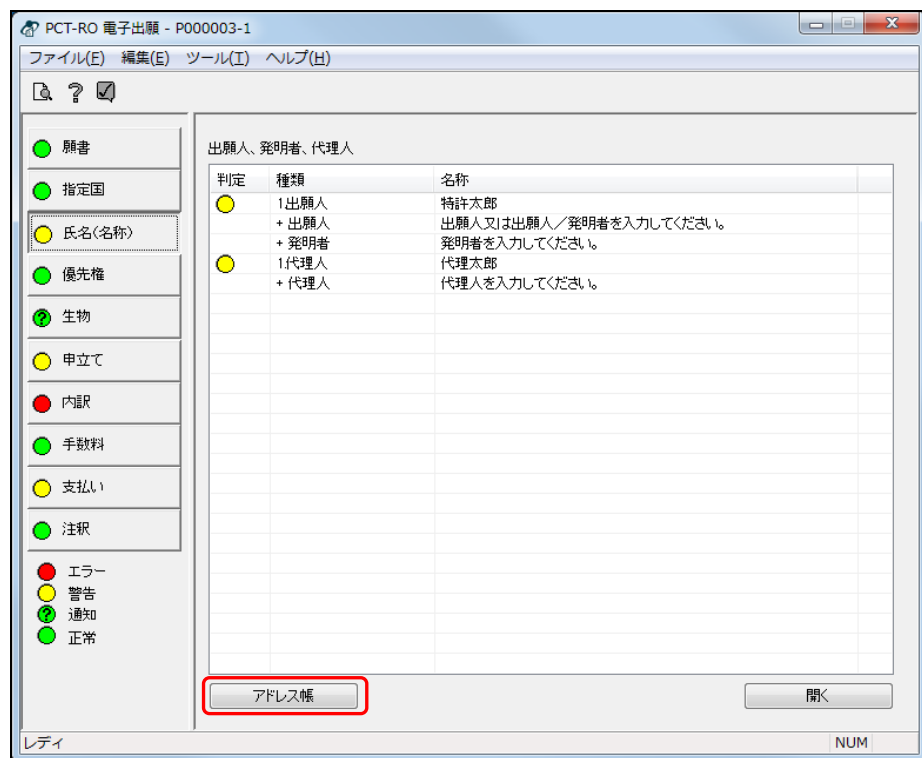 PCT-RO 電子出願 - P000003-1
ファイル(F) 編集(E) ツール(T) ヘルプ(H)
願書
指定国
氏名(名称)
優先権
生物
申立て
内訳
手数料
支払い
注釈
エラー
警告
通知
正常
出願人、発明者、代理人
判定 種類 名称
1.出願人 特許太郎
+ 出願人 出願人又は出願人/発明者を入力してください。
+ 発明者 発明者を入力してください。
1.代理人 代理太郎
+ 代理人 代理人を入力してください。
アドレス帳 開く
レディ NUM